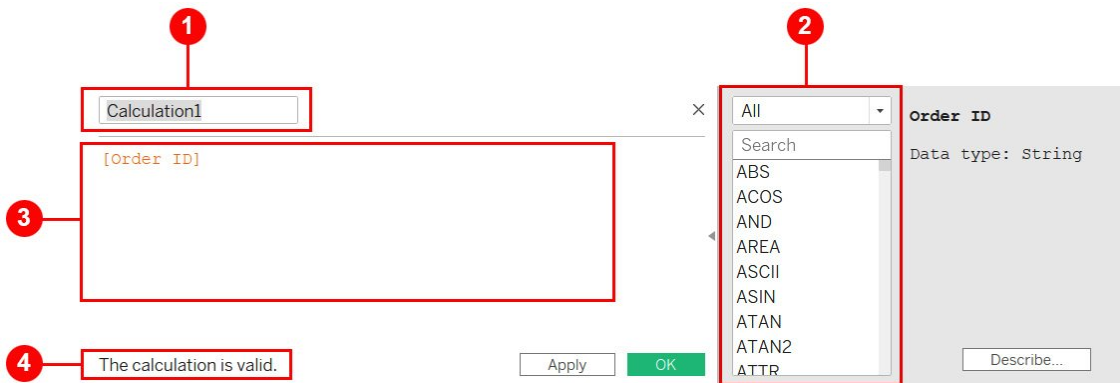 1
2
Calculation1
All
Order ID
[Order ID]
Search
Data type: String
ABS
ACOS
AND
3
AREA
ASCII
ASIN
ATAN
ATAN2
4
The calculation is valid.
Apply
OK
ATTR
Describe...